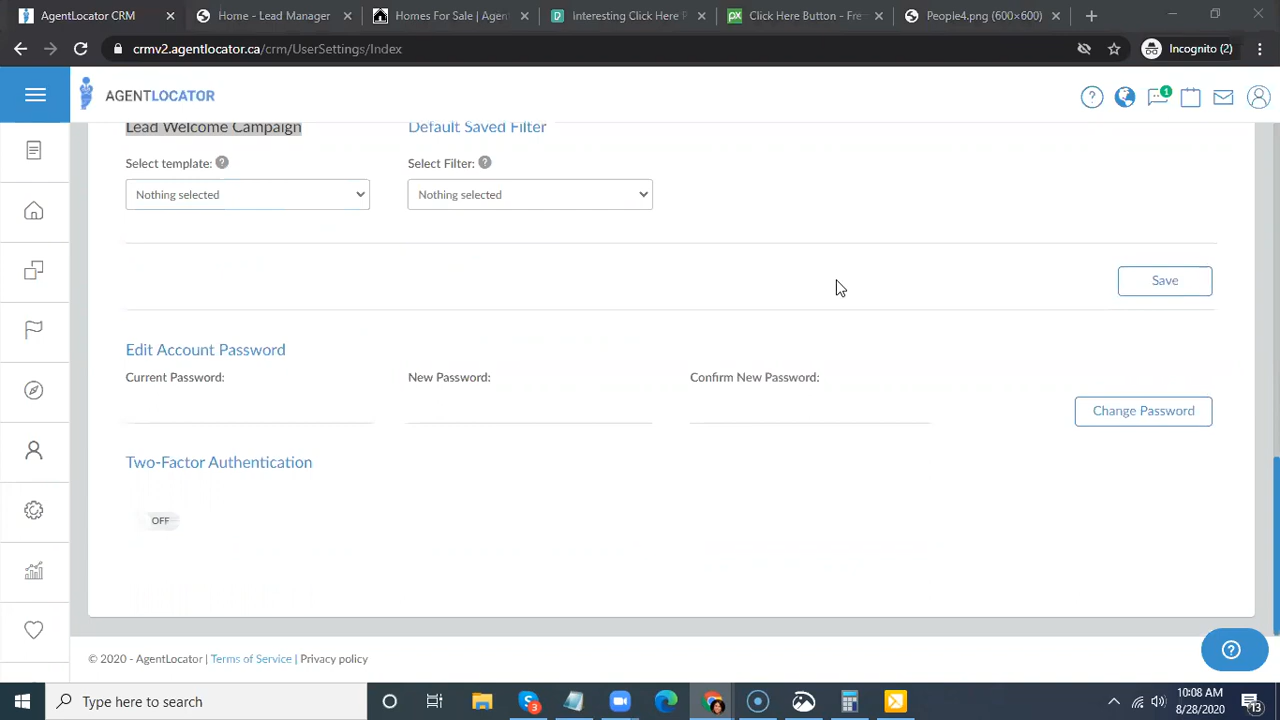 Agentlocator CRM
Home - Lead Manager
Homes For Sale | Agen
Interesting Click Here P
Click Here Button - Fre
People4.png (600×600)
crmv2.agentlocator.ca/crm/UserSettings/Index
Incognito (2)
AGENTLOCATOR
1
Lead Welcome Campaign
Default Saved Filter
Select template: ?
Select Filter: ?
Nothing selected
Nothing selected
Save
Edit Account Password
Current Password:
New Password:
Confirm New Password:
Change Password
Two-Factor Authentication
OFF
© 2020 - AgentLocator | Terms of Service | Privacy policy
Type here to search
3
10:08 AM
8/28/2020
13